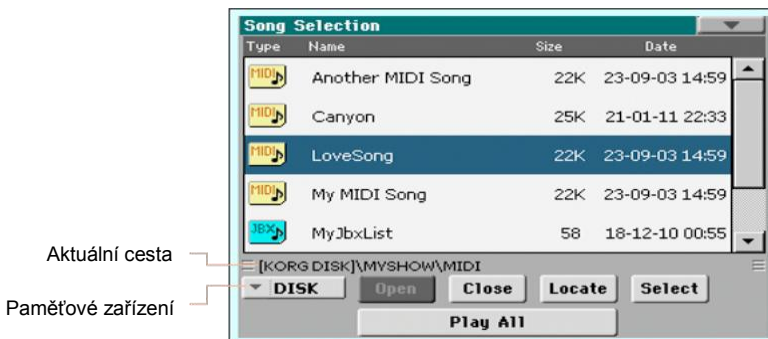 Song Selection
Type Name Size Date
MIDI Another MIDI Song 22K 23-09-03 14:59
MIDI Canyon 25K 21-01-11 22:33
MIDI LoveSong 22K 23-09-03 14:59
MIDI My MIDI Song 22K 23-09-03 14:59
JBX MyJbxList 58 18-12-10 00:55
Aktuální cesta
[KORG DISK]\MYSHOW\MIDI
Paměťové zařízení
DISK Open Close Locate Select
Play All